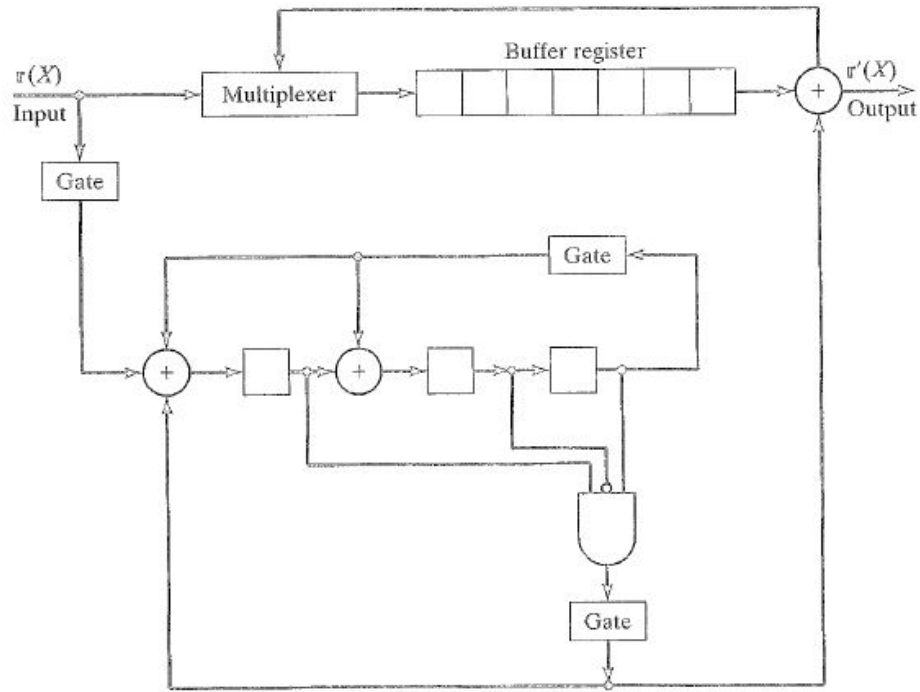 Buffer register
𝕣(X)
Input
Multiplexer
+
𝕣′(X)
Output
Gate
Gate
+
+
Gate